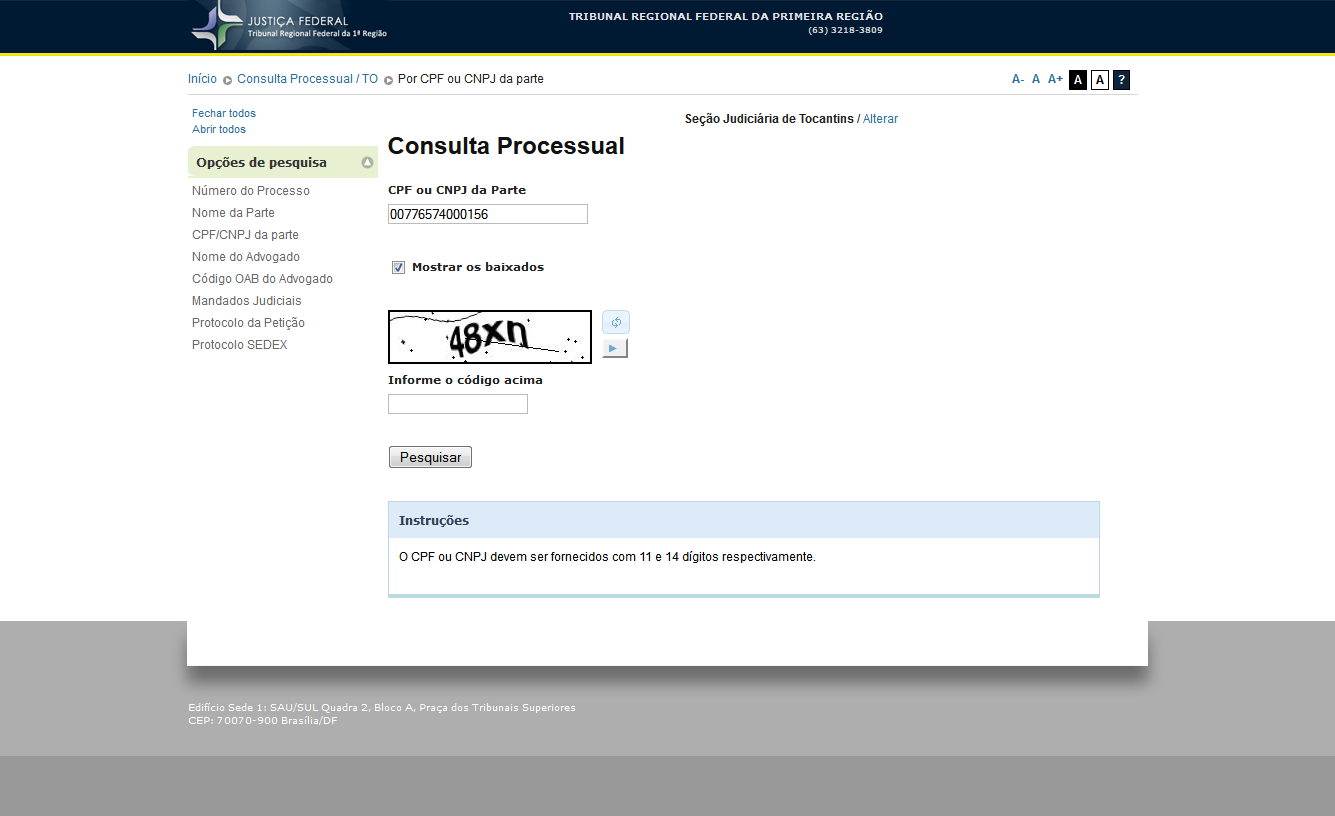 JUSTIÇA FEDERAL
Tribunal Regional Federal da 1ª Região
TRIBUNAL REGIONAL FEDERAL DA PRIMEIRA REGIÃO
(63) 3218-3809
Início Consulta Processual / TO Por CPF ou CNPJ da parte
A- A A+ A A ?
Fechar todos
Abrir todos
Seção Judiciária de Tocantins / Alterar
Opções de pesquisa
Número do Processo
Nome da Parte
CPF/CNPJ da parte
Nome do Advogado
Código OAB do Advogado
Mandados Judiciais
Protocolo da Petição
Protocolo SEDEX
Consulta Processual
CPF ou CNPJ da Parte
00776574000156
Mostrar os baixados
48xn
Informe o código acima
Pesquisar
Instruções
O CPF ou CNPJ devem ser fornecidos com 11 e 14 dígitos respectivamente.
Edifício Sede 1: SAU/SUL Quadra 2, Bloco A, Praça dos Tribunais Superiores
CEP: 70070-900 Brasília/DF